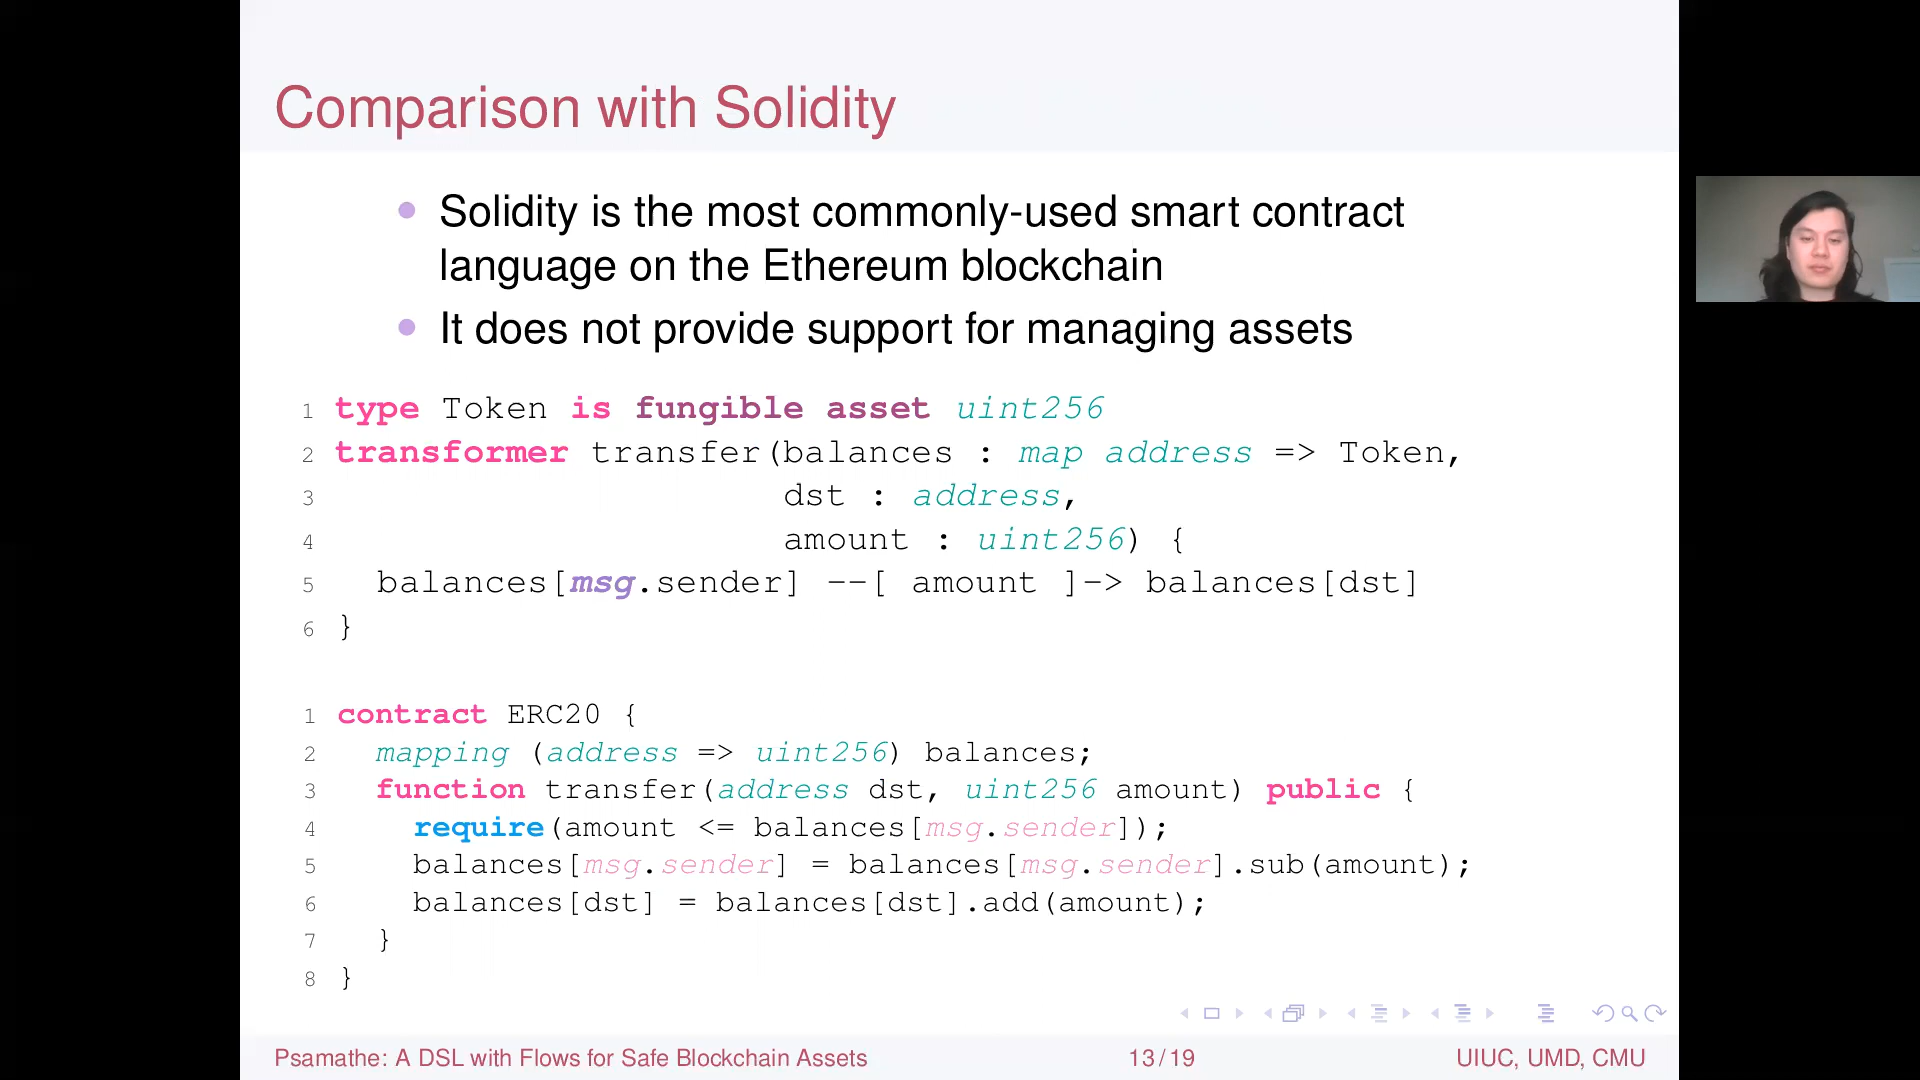 Comparison with Solidity
• Solidity is the most commonly-used smart contract
language on the Ethereum blockchain
• It does not provide support for managing assets
1 type Token is fungible asset uint256
2 transformer transfer(balances : map address => Token,
3 dst : address,
4 amount : uint256) {
5 balances[msg.sender] --[ amount ]-> balances[dst]
6 }
1 contract ERC20 {
2 mapping (address => uint256) balances;
3 function transfer(address dst, uint256 amount) public {
4 require(amount <= balances[msg.sender]);
5 balances[msg.sender] = balances[msg.sender].sub(amount);
6 balances[dst] = balances[dst].add(amount);
7 }
8 }
Psamathe: A DSL with Flows for Safe Blockchain Assets 13/19 UIUC, UMD, CMU